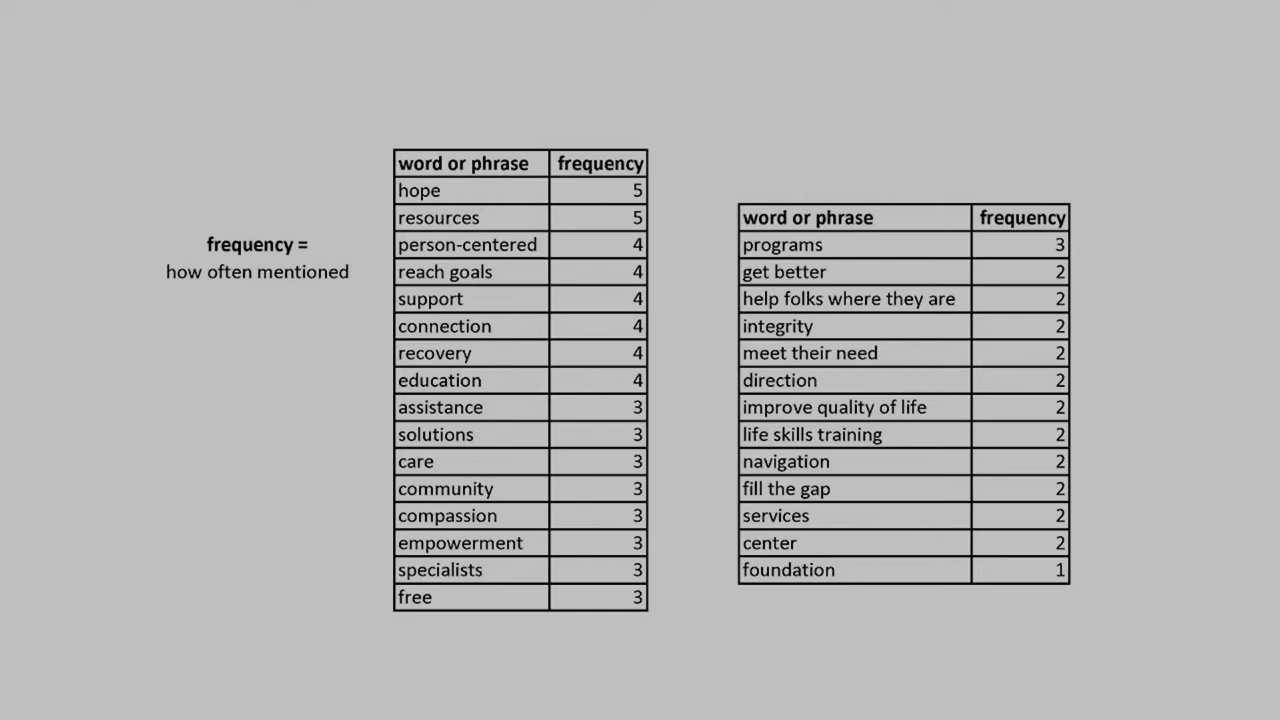 frequency =
how often mentioned
word or phrase frequency
hope 5
resources 5
person-centered 4
reach goals 4
support 4
connection 4
recovery 4
education 4
assistance 3
solutions 3
care 3
community 3
compassion 3
empowerment 3
specialists 3
free 3
word or phrase frequency
programs 3
get better 2
help folks where they are 2
integrity 2
meet their need 2
direction 2
improve quality of life 2
life skills training 2
navigation 2
fill the gap 2
services 2
center 2
foundation 1